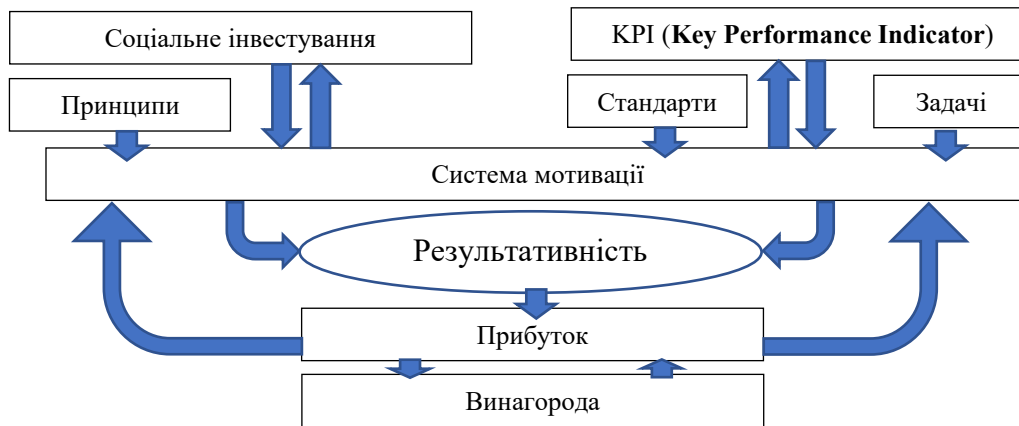 Соціальне інвестування
KPI (Key Performance Indicator)
Принципи
Стандарти
Задачі
Система мотивації
Результативність
Прибуток
Винагорода